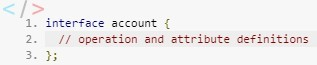 </>
1. interface account {
2. // operation and attribute definitions
3. };